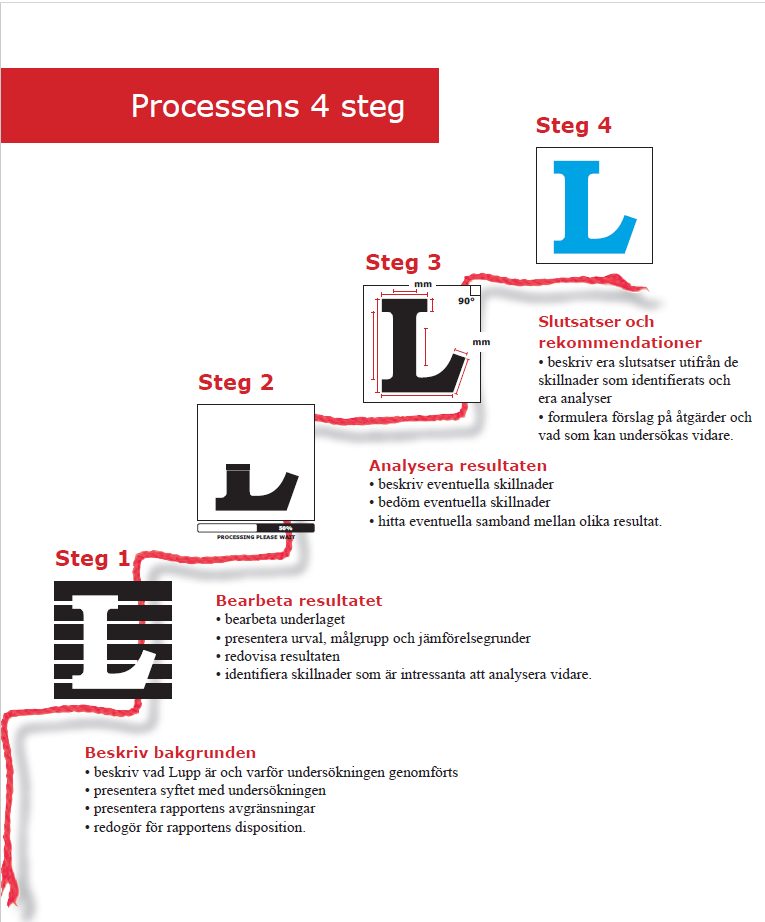 Processens 4 steg
Steg 4
L
Steg 3
mm
90°
L
mm
Slutsatser och
rekommendationer
• beskriv era slutsatser utifrån de
skillnader som identifierats och
era analyser
• formulera förslag på åtgärder och
vad som kan undersökas vidare.
Steg 2
L
50%
PROCESSING PLEASE WAIT
Analysera resultaten
• beskriv eventuella skillnader
• bedöm eventuella skillnader
• hitta eventuella samband mellan olika resultat.
Steg 1
L
Bearbeta resultatet
• bearbeta underlaget
• presentera urval, målgrupp och jämförelsegrunder
• redovisa resultaten
• identifiera skillnader som är intressanta att analysera vidare.
Beskriv bakgrunden
• beskriv vad Lupp är och varför undersökningen genomförts
• presentera syftet med undersökningen
• presentera rapportens avgränsningar
• redogör för rapportens disposition.